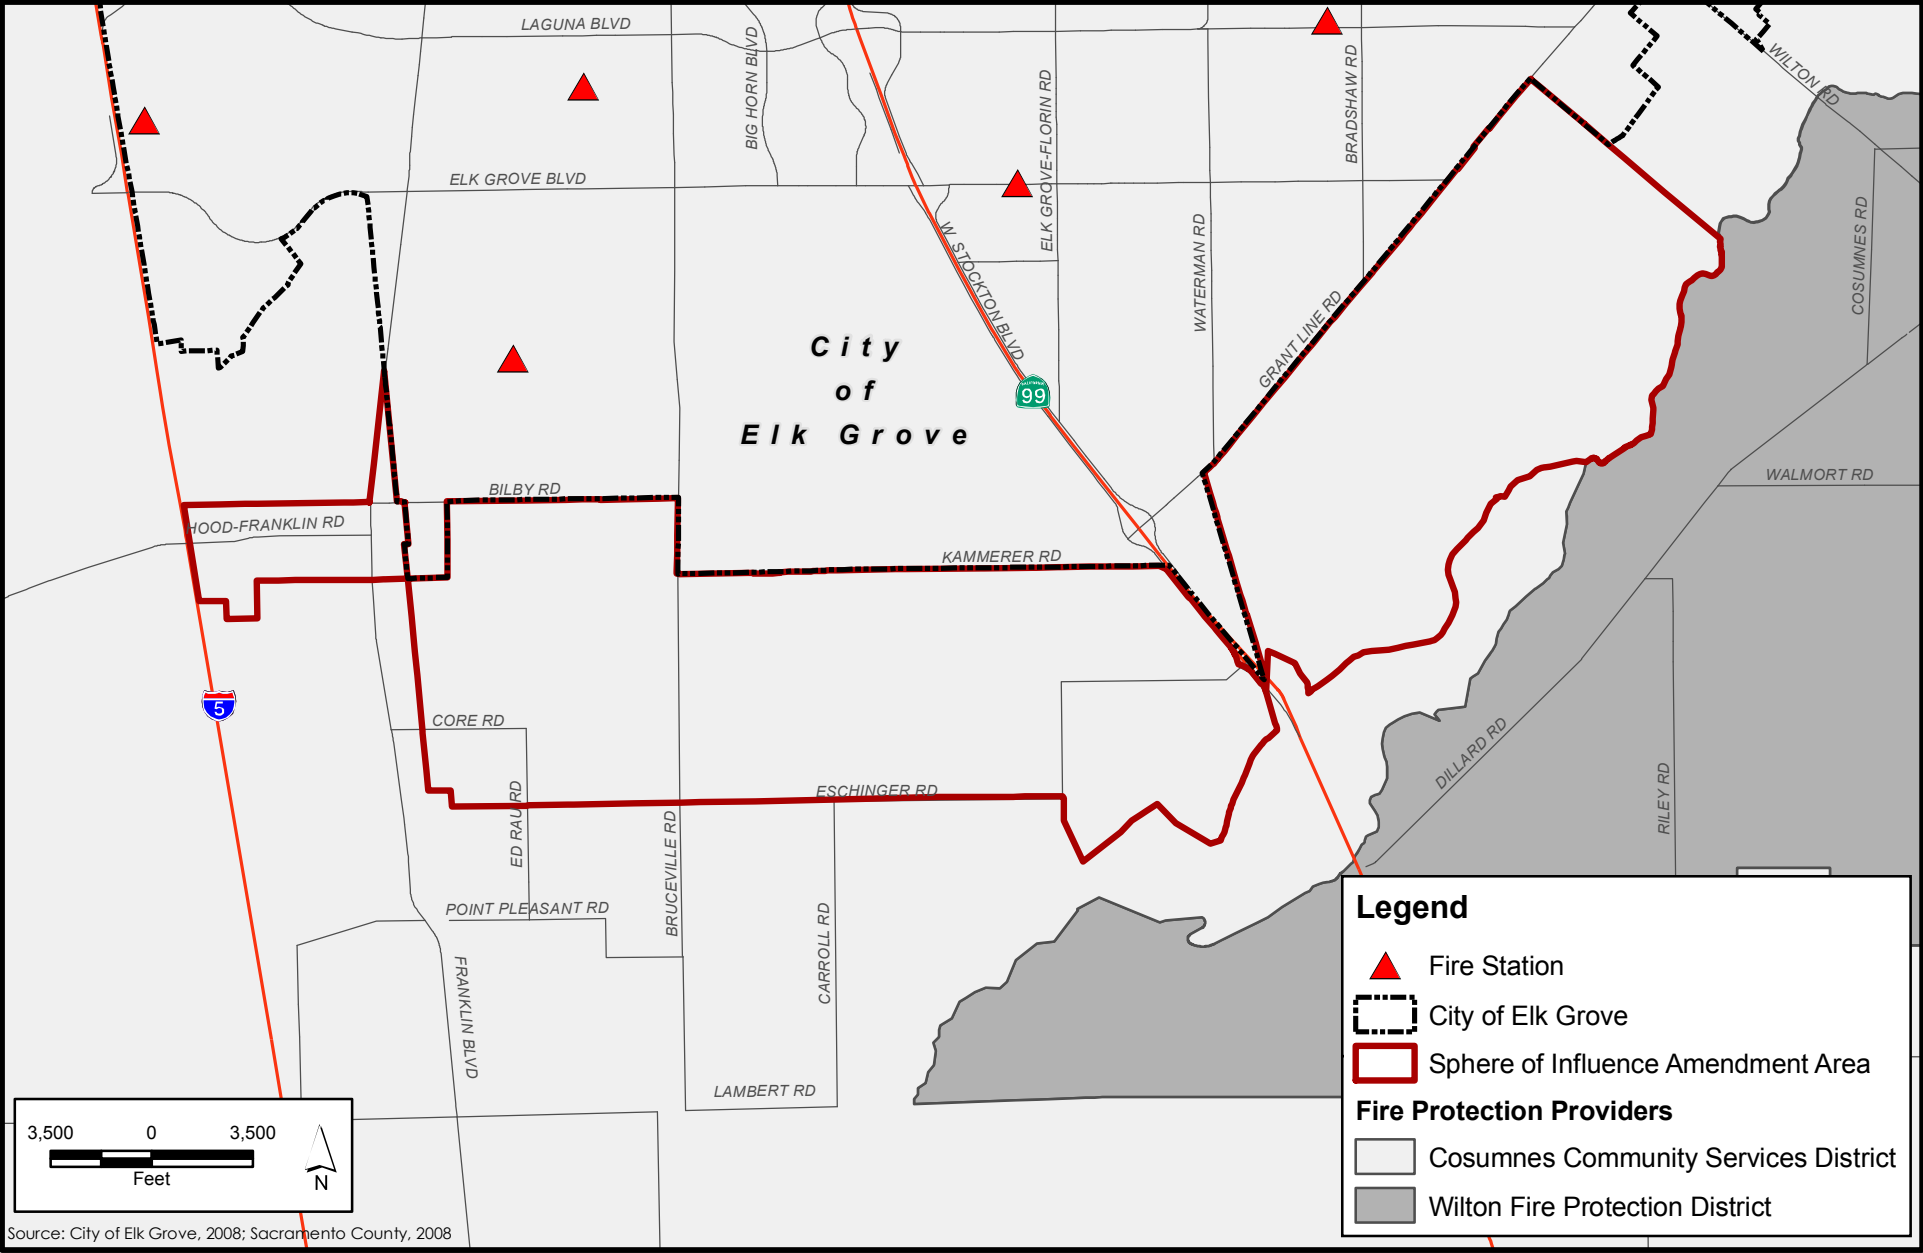 LAGUNA BLVD
BIG HORN BLVD
ELK GROVE-FLORIN RD
BRADSHAW RD
WILTON RD
ELK GROVE BLVD
W. STOCKTON BLVD
WATERMAN RD
COSUMNES RD
GRANT LINE RD
City
of
Elk Grove
99
WALMORT RD
BILBY RD
HOOD-FRANKLIN RD
KAMMERER RD
5
CORE RD
DILLARD RD
ED RAU RD
ESCHINGER RD
RILEY RD
BRUCEVILLE RD
POINT PLEASANT RD
CARROLL RD
FRANKLIN BLVD
LAMBERT RD
Legend
Fire Station
City of Elk Grove
Sphere of Influence Amendment Area
Fire Protection Providers
Cosumnes Community Services District
Wilton Fire Protection District
3,500 0 3,500
Feet
N
Source: City of Elk Grove, 2008; Sacramento County, 2008